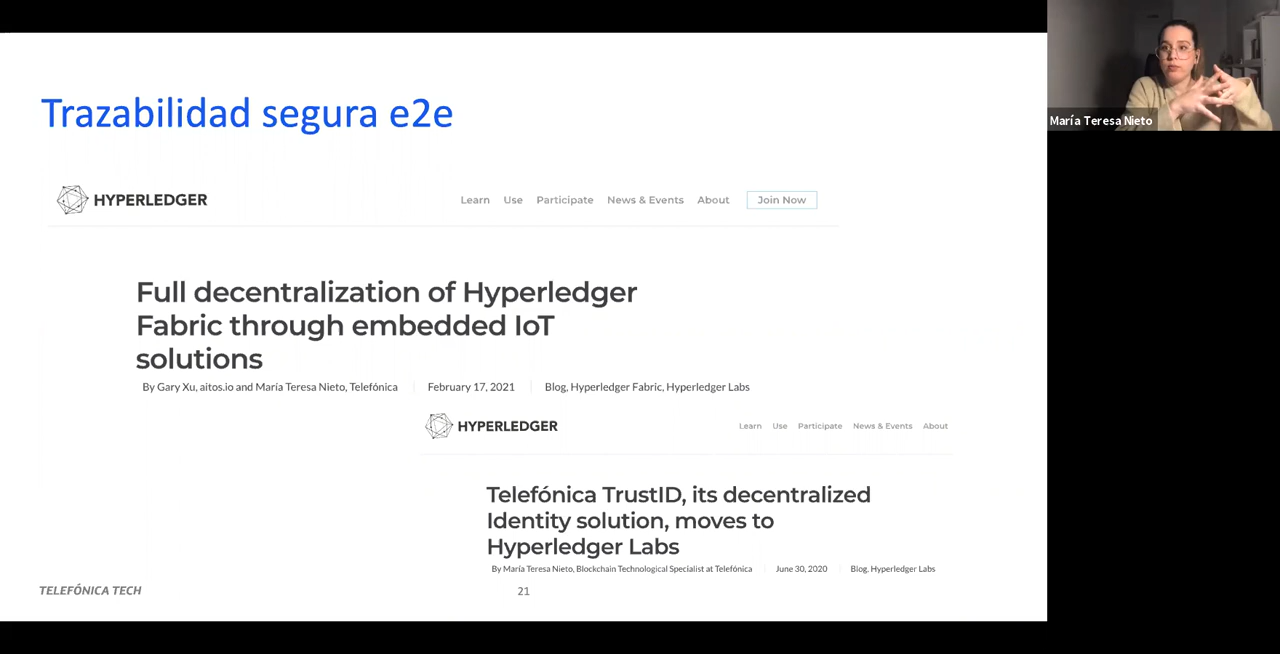 Trazabilidad segura e2e
HYPERLEDGER
Learn Use Participate News & Events About Join Now
Full decentralization of Hyperledger
Fabric through embedded IoT
solutions
By Gary Xu, aitos.io and María Teresa Nieto, Telefónica February 17, 2021 Blog, Hyperledger Fabric, Hyperledger Labs
HYPERLEDGER
Learn Use Participate News & Events About
Telefónica TrustID, its decentralized
Identity solution, moves to
Hyperledger Labs
By María Teresa Nieto, Blockchain Technological Specialist at Telefónica June 30, 2020 Blog, Hyperledger Labs
TELEFÓNICA TECH
21
María Teresa Nieto